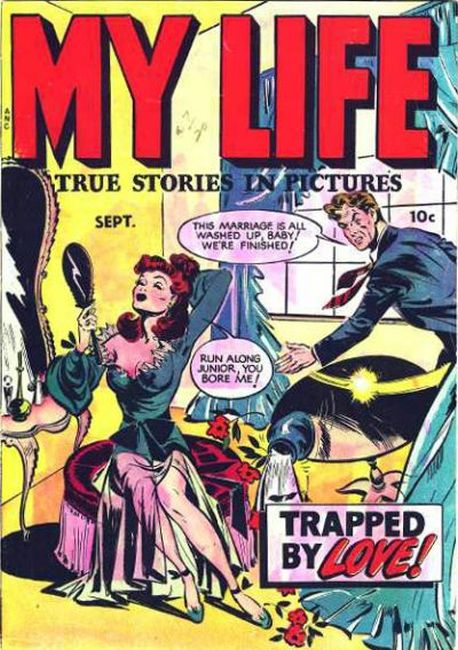 MY LIFE
ANC
TRUE STORIES IN PICTURES
SEPT.
10c
THIS MARRIAGE IS ALL
WASHED UP, BABY!
WE'RE FINISHED!
RUN ALONG
JUNIOR, YOU
BORE ME!
TRAPPED
BY LOVE!